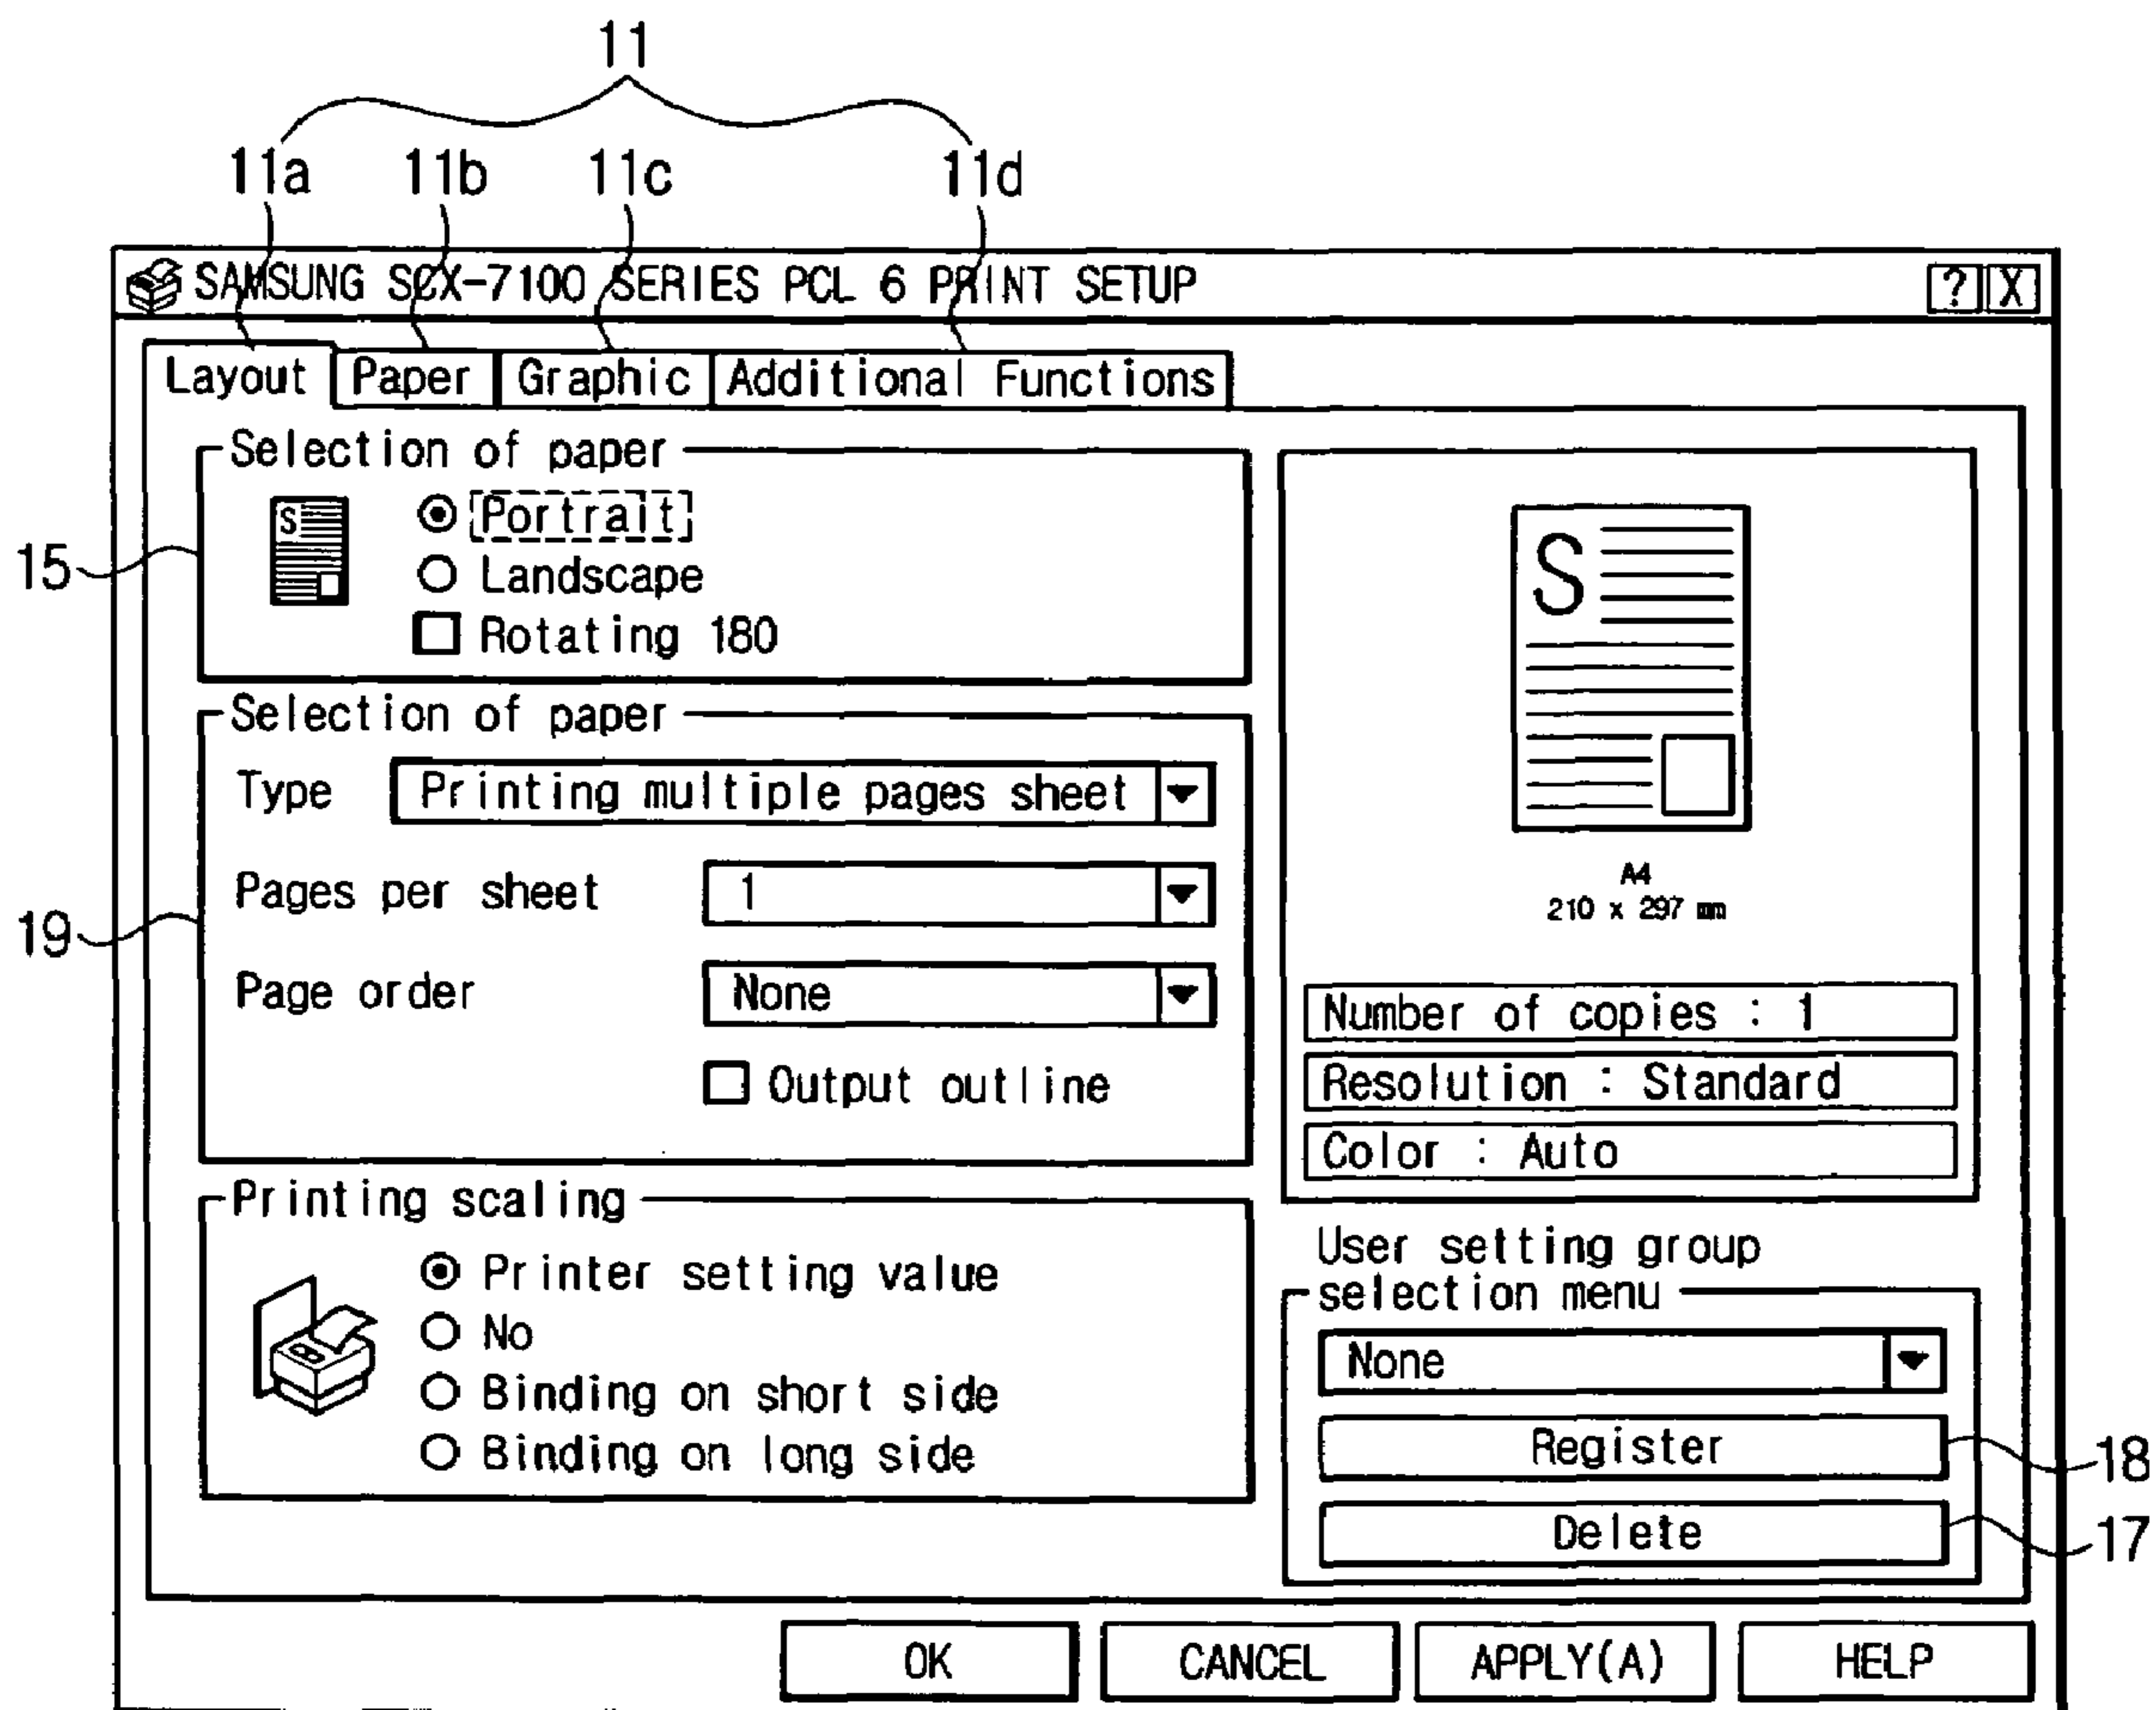 11
11a 11b 11c 11d
SAMSUNG SCX-7100 SERIES PCL 6 PRINT SETUP ? X
Layout Paper Graphic Additional Functions
Selection of paper
S
Portrait
Landscape
Rotating 180
15
Selection of paper
Type Printing multiple pages sheet
Pages per sheet 1
Page order None
Output outline
19
Printing scaling
Printer setting value
No
Binding on short side
Binding on long side
S
A4
210 x 297 mm
Number of copies : 1
Resolution : Standard
Color : Auto
User setting group
selection menu
None
Register
18
Delete
17
OK CANCEL APPLY(A) HELP